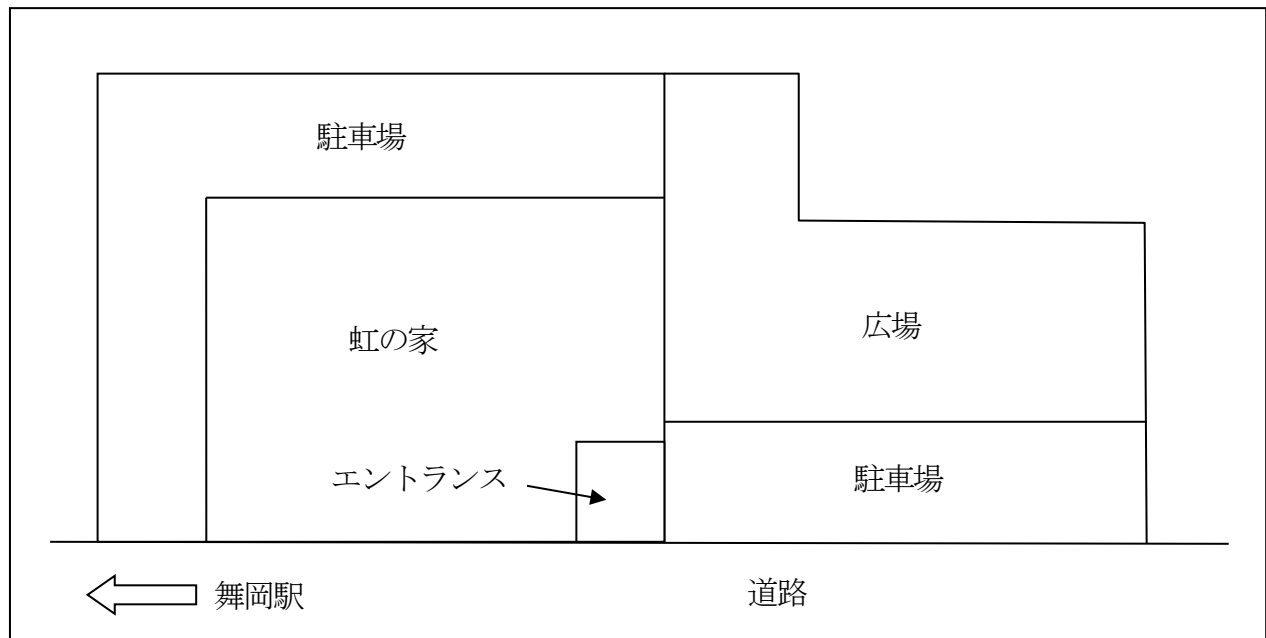 駐車場
虹の家
広場
エントランス
駐車場
舞岡駅
道路